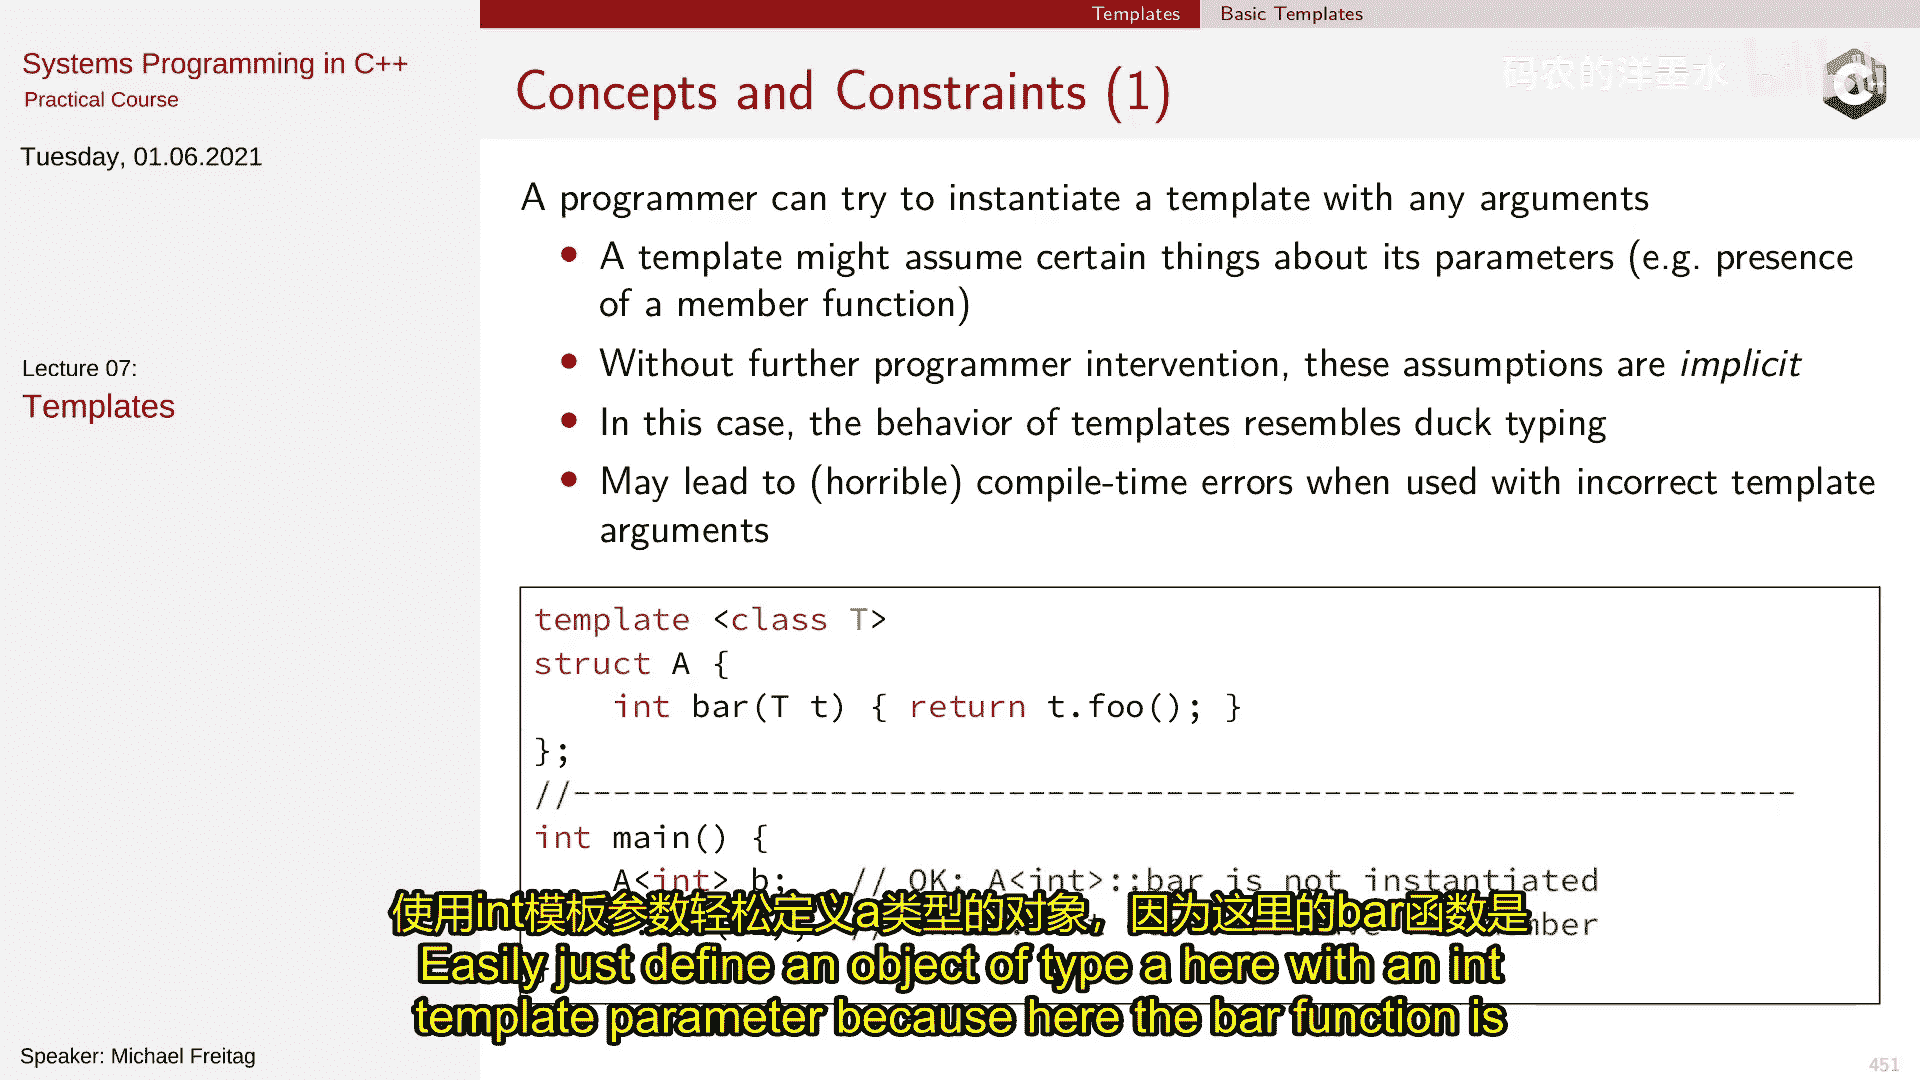 Templates
Basic Templates
Systems Programming in C++
Practical Course
Tuesday, 01.06.2021
Lecture 07:
Templates
Speaker: Michael Freitag
Concepts and Constraints (1)
码农的洋墨水
A programmer can try to instantiate a template with any arguments
• A template might assume certain things about its parameters (e.g. presence
of a member function)
• Without further programmer intervention, these assumptions are implicit
• In this case, the behavior of templates resembles duck typing
• May lead to (horrible) compile-time errors when used with incorrect template
arguments
template <class T>
struct A {
int bar(T t) { return t.foo(); }
};
//--------------------------------------------------------------
int main() {
A<int> b;   // OK: A<int>::bar is not instantiated
使用int模板参数轻松定义a类型的对象，因为这里的bar函数是
Easily just define an object of type a here with an int
template parameter because here the bar function is
451